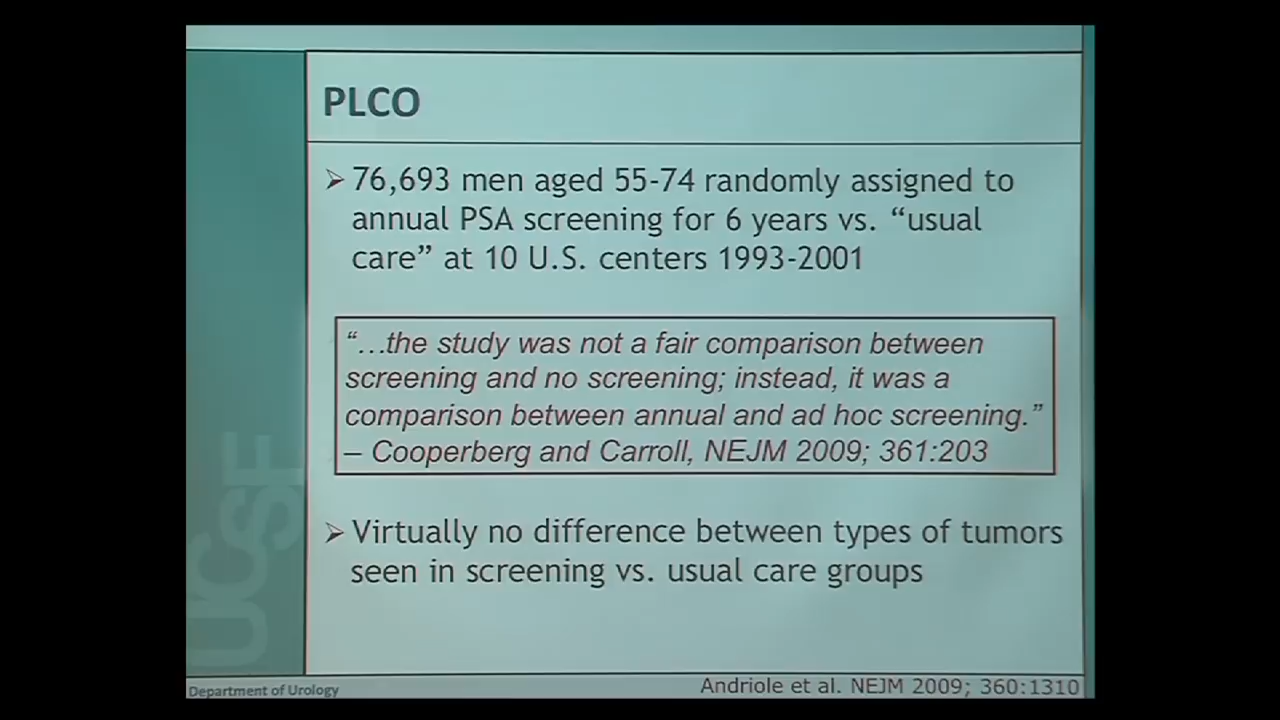 PLCO
➢ 76,693 men aged 55-74 randomly assigned to
annual PSA screening for 6 years vs. “usual
care” at 10 U.S. centers 1993-2001
“…the study was not a fair comparison between
screening and no screening; instead, it was a
comparison between annual and ad hoc screening.”
– Cooperberg and Carroll, NEJM 2009; 361:203
➢ Virtually no difference between types of tumors
seen in screening vs. usual care groups
UCSF
Department of Urology
Andriole et al. NEJM 2009; 360:1310